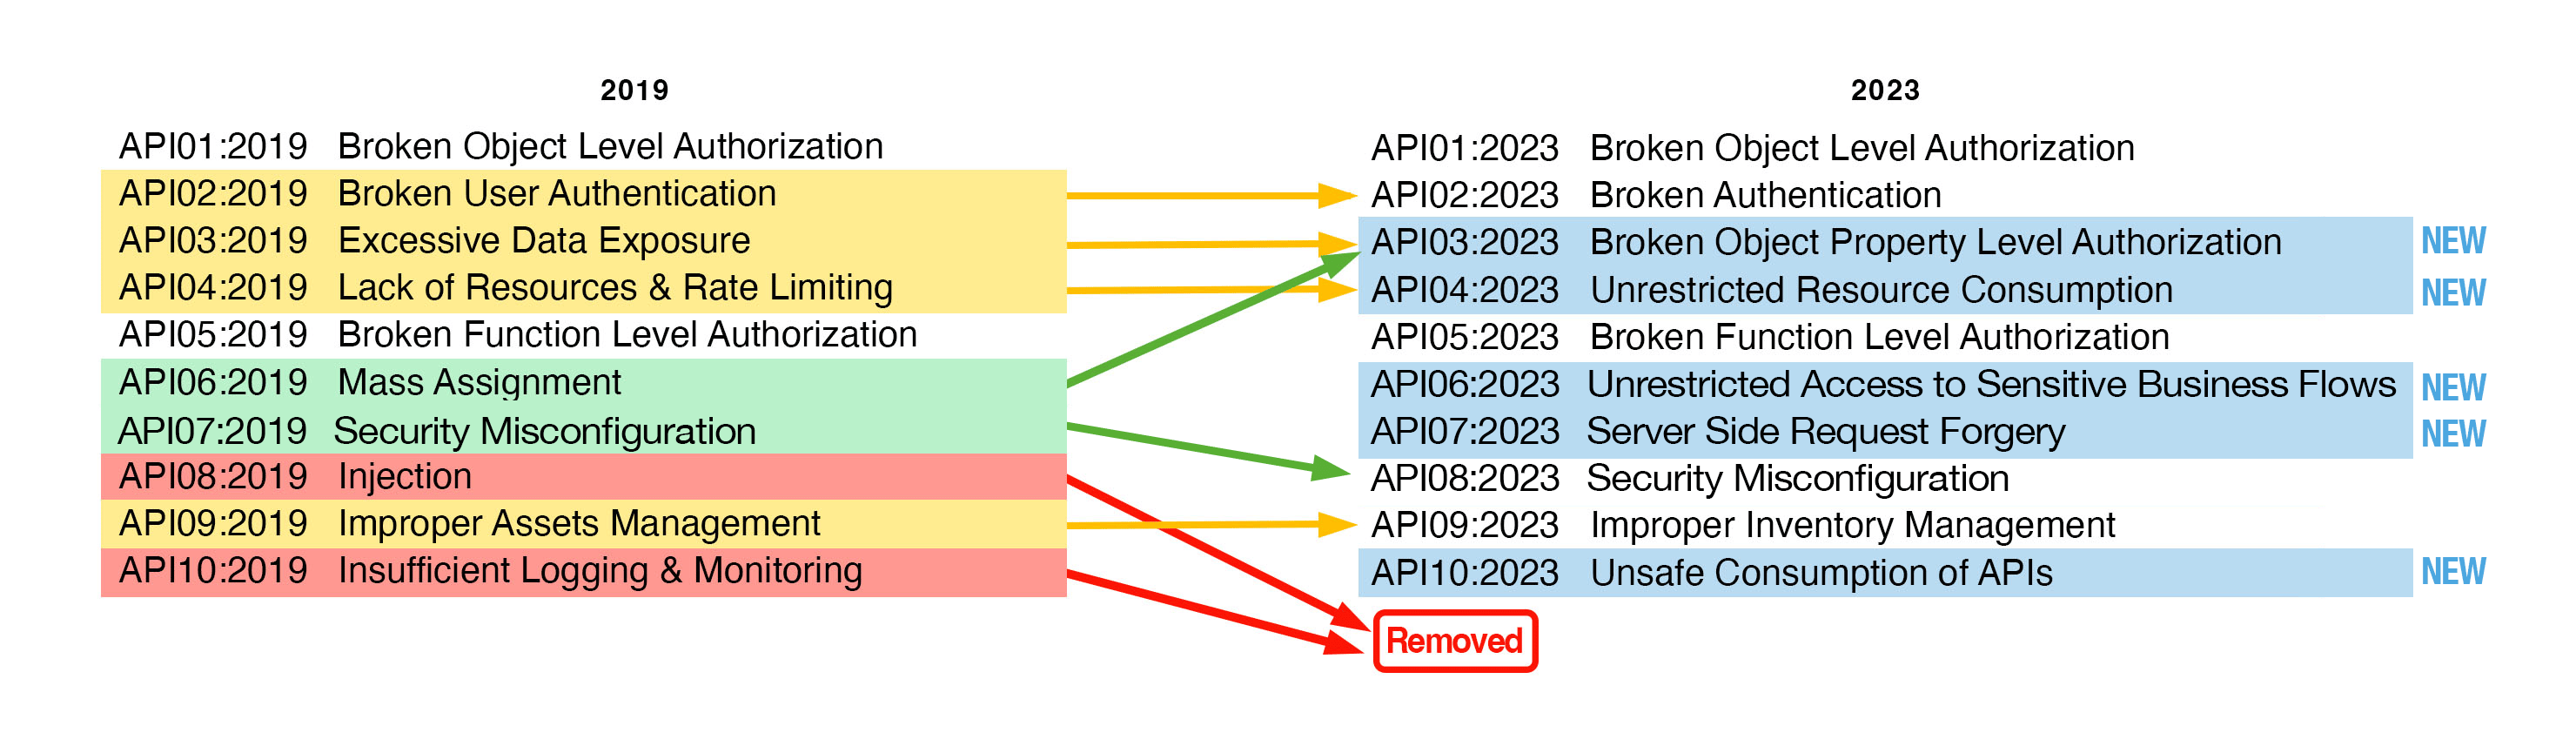 2019
API01:2019 Broken Object Level Authorization
API02:2019 Broken User Authentication
API03:2019 Excessive Data Exposure
API04:2019 Lack of Resources & Rate Limiting
API05:2019 Broken Function Level Authorization
API06:2019 Mass Assignment
API07:2019 Security Misconfiguration
API08:2019 Injection
API09:2019 Improper Assets Management
API10:2019 Insufficient Logging & Monitoring
2023
API01:2023 Broken Object Level Authorization
API02:2023 Broken Authentication
API03:2023 Broken Object Property Level Authorization NEW
API04:2023 Unrestricted Resource Consumption NEW
API05:2023 Broken Function Level Authorization
API06:2023 Unrestricted Access to Sensitive Business Flows NEW
API07:2023 Server Side Request Forgery NEW
API08:2023 Security Misconfiguration
API09:2023 Improper Inventory Management
API10:2023 Unsafe Consumption of APIs NEW
Removed